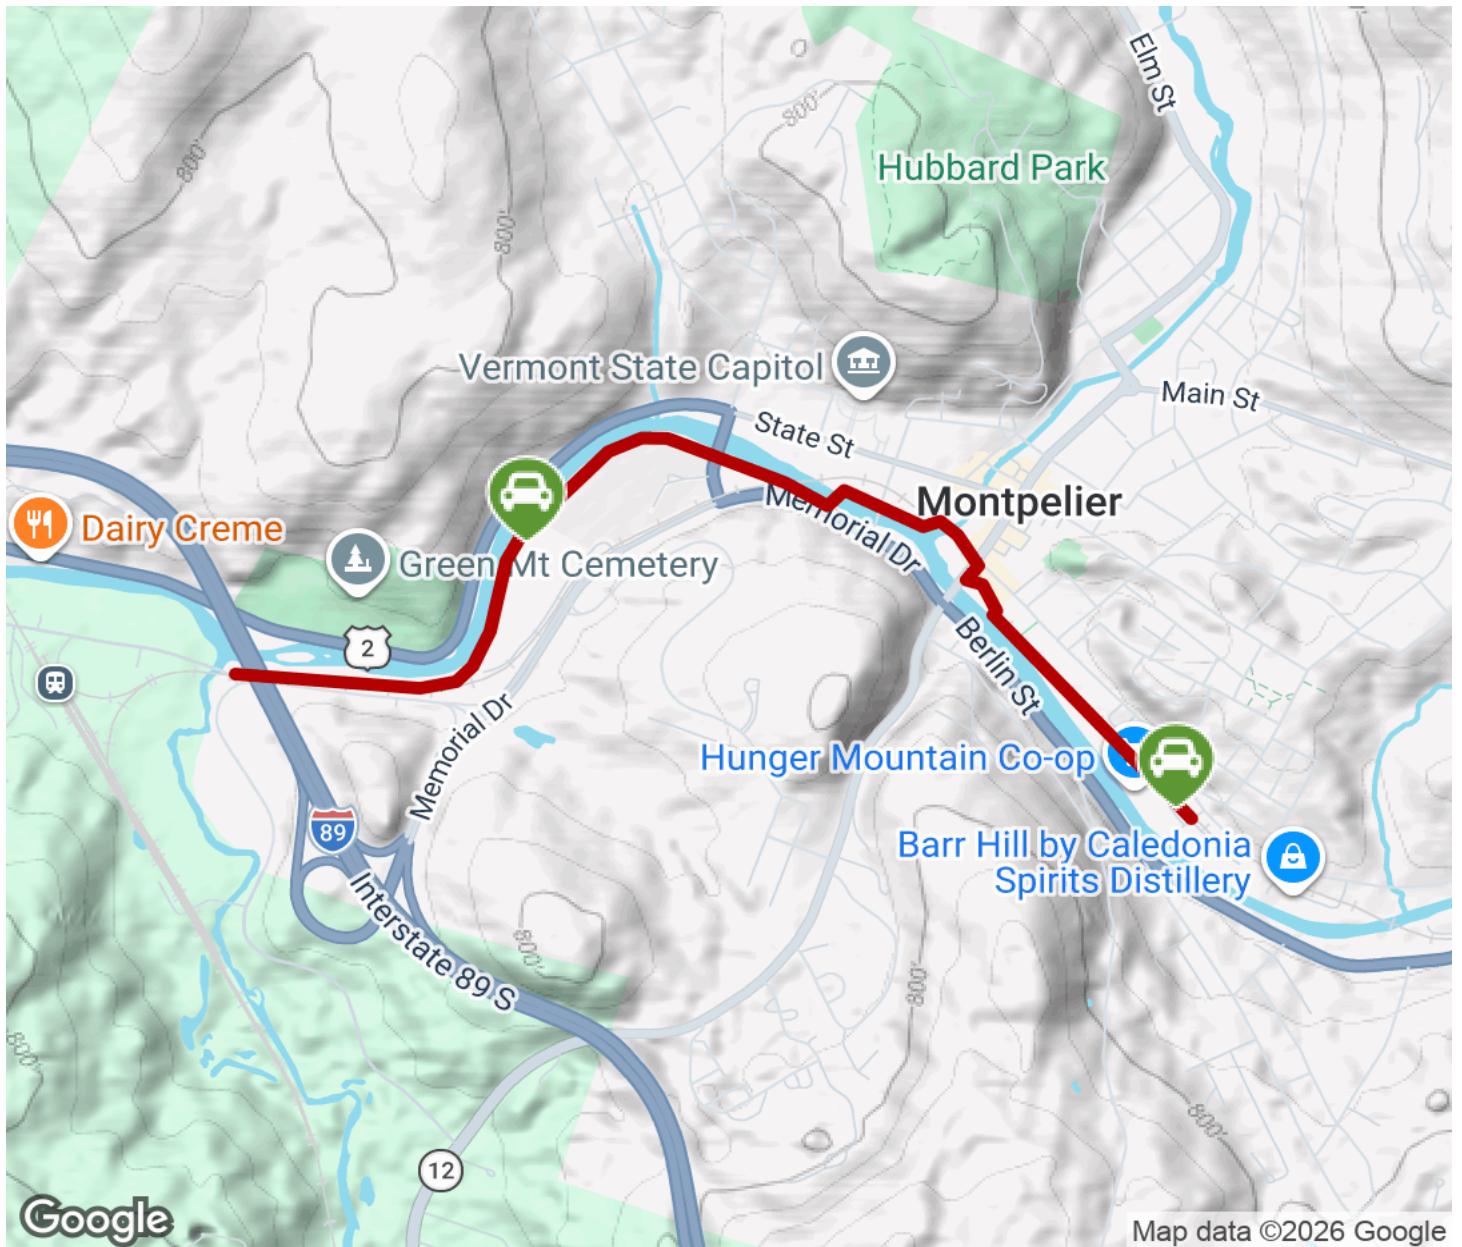 Elm St
800'
800'
Hubbard Park
800'
Vermont State Capitol
Main St
State St
Montpelier
Memorial Dr
Dairy Creme
Green Mt Cemetery
2
Berlin St
Memorial Dr
Hunger Mountain Co-op
89
Barr Hill by Caledonia
Spirits Distillery
Interstate 89 S
800'
800'
800'
800'
12
Google
Map data ©2026 Google